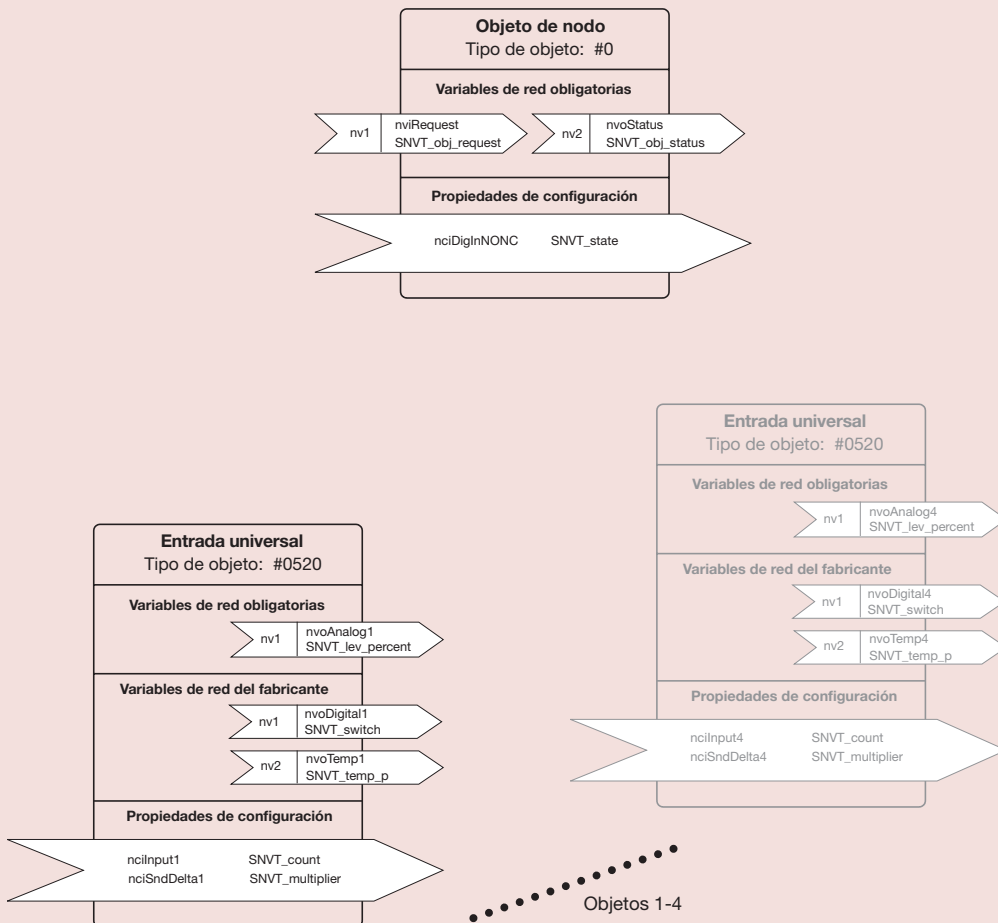 Objeto de nodo
Tipo de objeto: #0
Variables de red obligatorias
nv1 nviRequest
SNVT_obj_request
nv2 nvoStatus
SNVT_obj_status
Propiedades de configuración
nciDigInNONC SNVT_state
Entrada universal
Tipo de objeto: #0520
Variables de red obligatorias
nv1 nvoAnalog4
SNVT_lev_percent
Variables de red del fabricante
nv1 nvoDigital4
SNVT_switch
nv2 nvoTemp4
SNVT_temp_p
Propiedades de configuración
nciInput4 SNVT_count
nciSndDelta4 SNVT_multiplier
Entrada universal
Tipo de objeto: #0520
Variables de red obligatorias
nv1 nvoAnalog1
SNVT_lev_percent
Variables de red del fabricante
nv1 nvoDigital1
SNVT_switch
nv2 nvoTemp1
SNVT_temp_p
Propiedades de configuración
nciInput1 SNVT_count
nciSndDelta1 SNVT_multiplier
Objetos 1-4